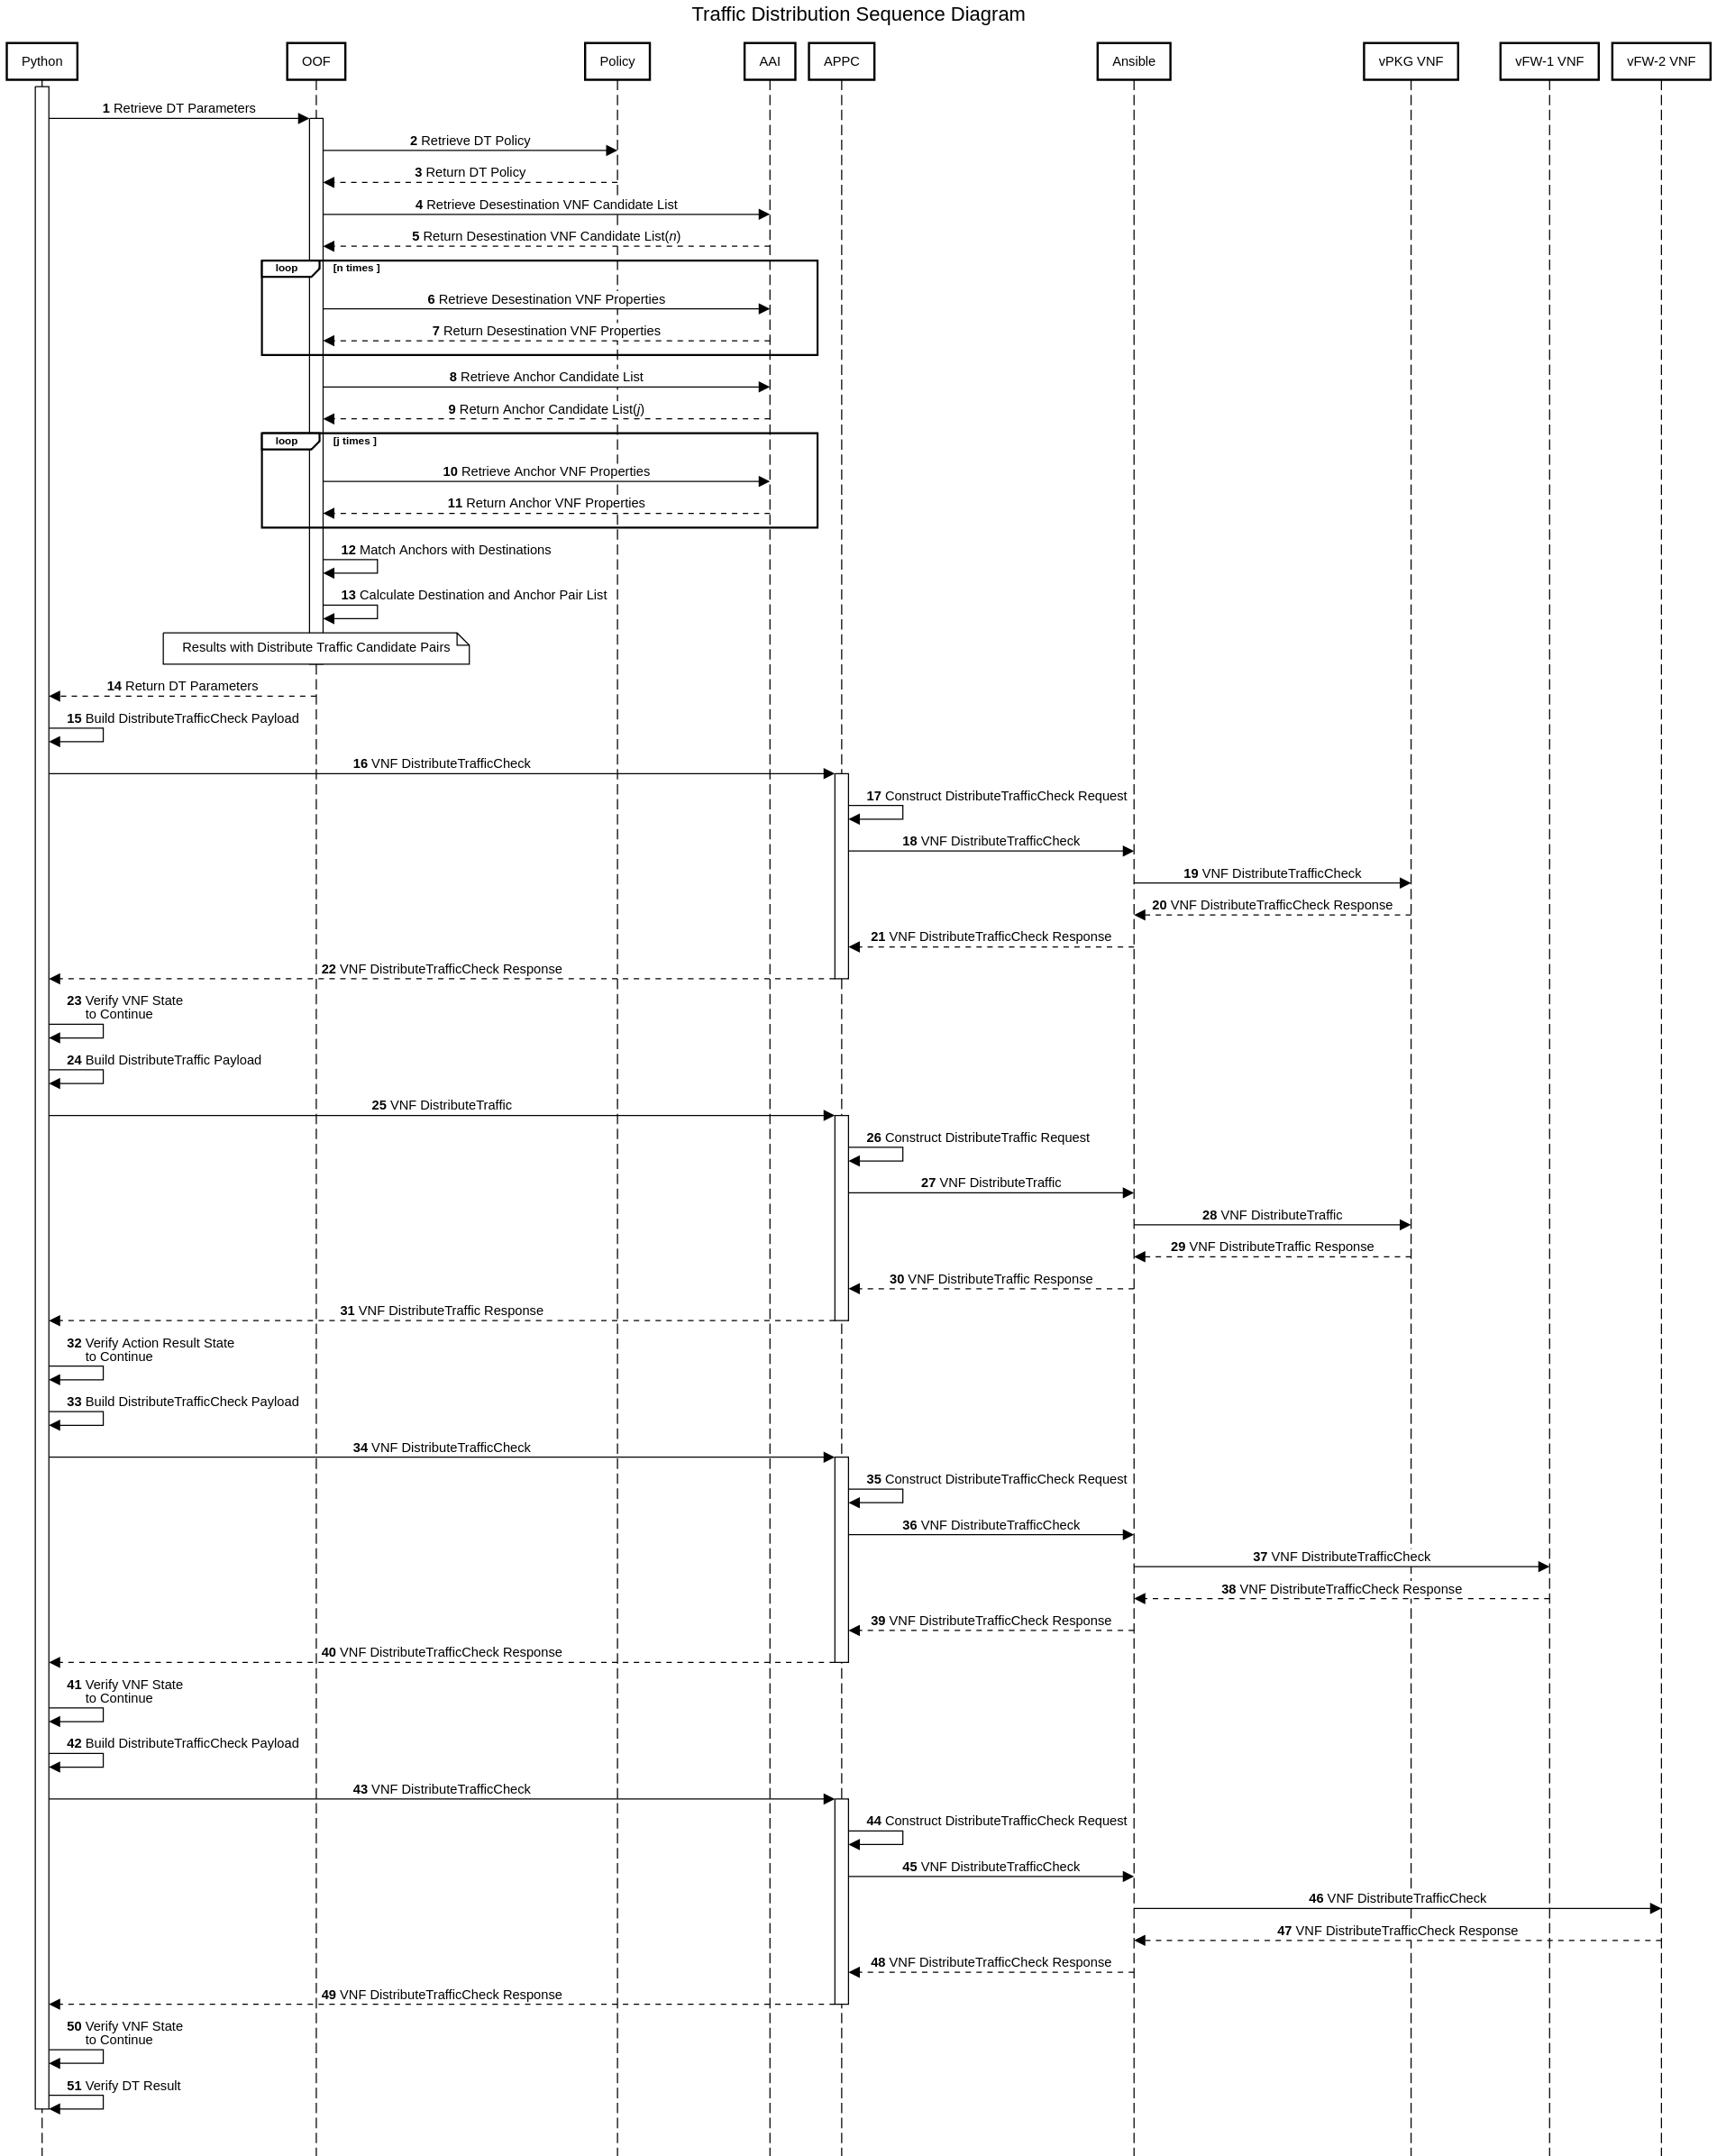 Traffic Distribution Sequence Diagram
Python
OOF
Policy
AAI
APPC
Ansible
vPKG VNF
vFW-1 VNF
vFW-2 VNF
1 Retrieve DT Parameters
2 Retrieve DT Policy
3 Return DT Policy
4 Retrieve Desestination VNF Candidate List
5 Return Desestination VNF Candidate List(n)
loop [n times ]
6 Retrieve Desestination VNF Properties
7 Return Desestination VNF Properties
8 Retrieve Anchor Candidate List
9 Return Anchor Candidate List(j)
loop [j times ]
10 Retrieve Anchor VNF Properties
11 Return Anchor VNF Properties
12 Match Anchors with Destinations
13 Calculate Destination and Anchor Pair List
Results with Distribute Traffic Candidate Pairs
14 Return DT Parameters
15 Build DistributeTrafficCheck Payload
16 VNF DistributeTrafficCheck
17 Construct DistributeTrafficCheck Request
18 VNF DistributeTrafficCheck
19 VNF DistributeTrafficCheck
20 VNF DistributeTrafficCheck Response
21 VNF DistributeTrafficCheck Response
22 VNF DistributeTrafficCheck Response
23 Verify VNF State
to Continue
24 Build DistributeTraffic Payload
25 VNF DistributeTraffic
26 Construct DistributeTraffic Request
27 VNF DistributeTraffic
28 VNF DistributeTraffic
29 VNF DistributeTraffic Response
30 VNF DistributeTraffic Response
31 VNF DistributeTraffic Response
32 Verify Action Result State
to Continue
33 Build DistributeTrafficCheck Payload
34 VNF DistributeTrafficCheck
35 Construct DistributeTrafficCheck Request
36 VNF DistributeTrafficCheck
37 VNF DistributeTrafficCheck
38 VNF DistributeTrafficCheck Response
39 VNF DistributeTrafficCheck Response
40 VNF DistributeTrafficCheck Response
41 Verify VNF State
to Continue
42 Build DistributeTrafficCheck Payload
43 VNF DistributeTrafficCheck
44 Construct DistributeTrafficCheck Request
45 VNF DistributeTrafficCheck
46 VNF DistributeTrafficCheck
47 VNF DistributeTrafficCheck Response
48 VNF DistributeTrafficCheck Response
49 VNF DistributeTrafficCheck Response
50 Verify VNF State
to Continue
51 Verify DT Result